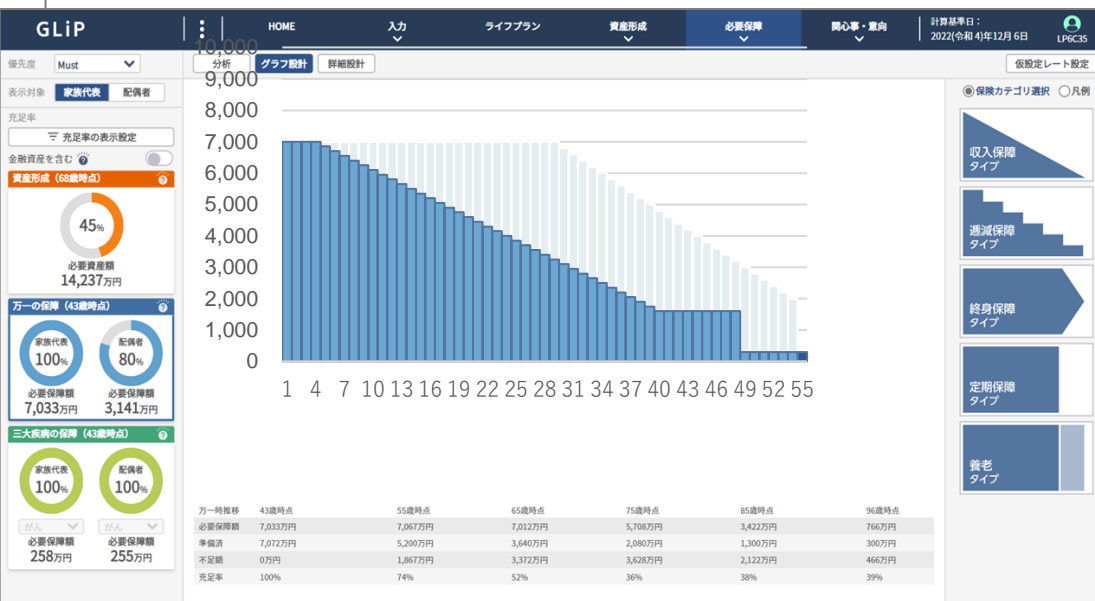 GLiP
HOME
入力
ライフプラン
資産形成
必要保障
関心事・意向
計算基準日：
2022(令和 4)年12月 6日
LP6C35
優先度 Must
分析 グラフ設計 詳細設計
仮設定レート設定
表示対象 家族代表 配偶者
充足率
充足率の表示設定
金融資産を含む
資産形成（68歳時点）
45%
必要資産額
14,237万円
万一の保障（43歳時点）
家族代表 配偶者
100% 80%
必要保障額 必要保障額
7,033万円 3,141万円
三大疾病の保障（43歳時点）
家族代表 配偶者
100% 100%
がん がん
必要保障額 必要保障額
258万円 255万円
10,000
9,000
8,000
7,000
6,000
5,000
4,000
3,000
2,000
1,000
0
1 4 7 10 13 16 19 22 25 28 31 34 37 40 43 46 49 52 55
万一時推移 43歳時点 55歳時点 65歳時点 75歳時点 85歳時点 96歳時点
必要保障額 7,033万円 7,067万円 7,012万円 5,708万円 3,422万円 766万円
準備済 7,072万円 5,200万円 3,640万円 2,080万円 1,300万円 300万円
不足額 0万円 1,867万円 3,372万円 3,628万円 2,122万円 466万円
充足率 100% 74% 52% 36% 38% 39%
保険カテゴリ選択 凡例
収入保障
タイプ
逓減保障
タイプ
終身保障
タイプ
定期保障
タイプ
養老
タイプ